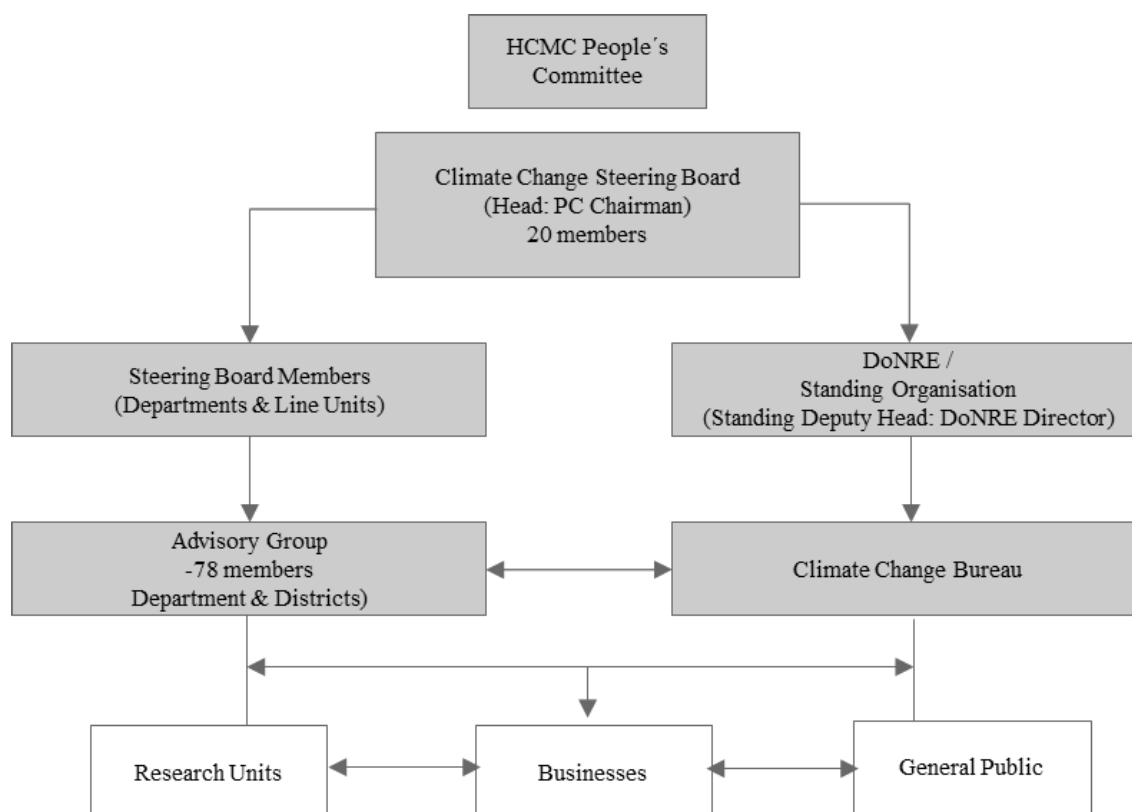 HCMC People´s
Committee
Climate Change Steering Board
(Head: PC Chairman)
20 members
Steering Board Members
(Departments & Line Units)
DoNRE /
Standing Organisation
(Standing Deputy Head: DoNRE Director)
Advisory Group
-78 members
Department & Districts)
Climate Change Bureau
Research Units
Businesses
General Public